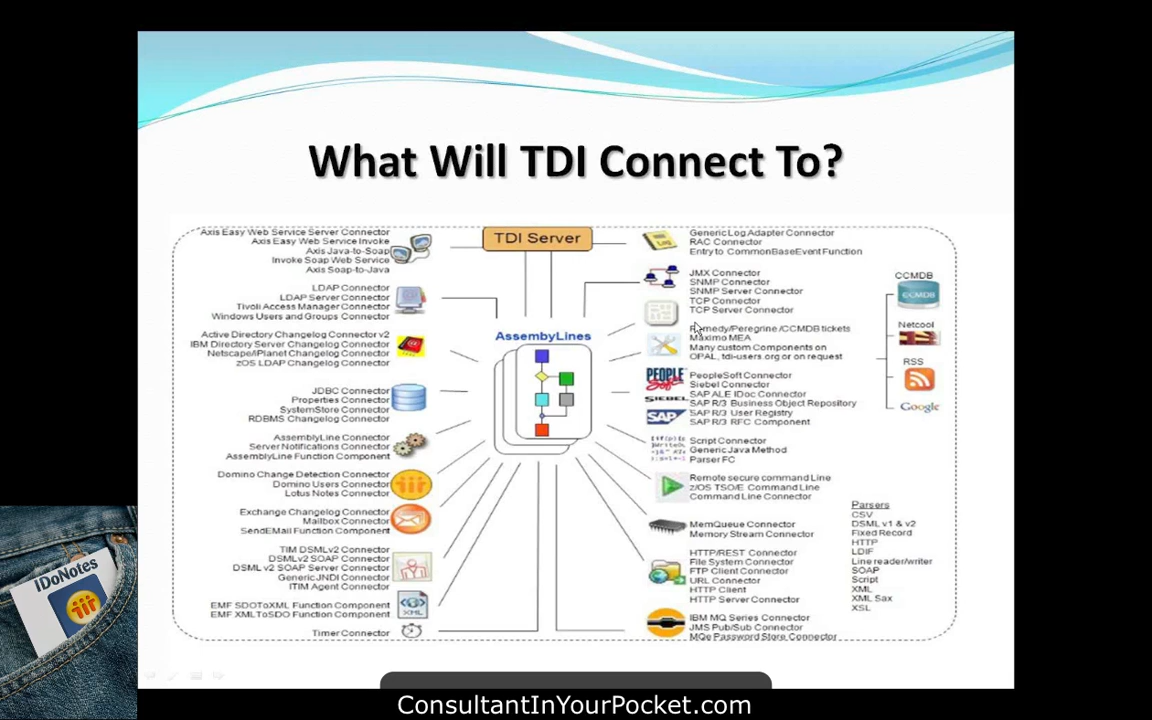 What Will TDI Connect To?
TDI Server
AssemblyLines
Axis Easy Web Service Server Connector
Axis Easy Web Service Invoke
Axis Java-to-Soap
Invoke Soap Web Service
Axis Soap-to-Java
LDAP Connector
LDAP Server Connector
Tivoli Access Manager Connector
Windows Users and Groups Connector
Active Directory Changelog Connector v2
IBM Directory Server Changelog Connector
Netscape/iPlanet Changelog Connector
zOS LDAP Changelog Connector
JDBC Connector
Properties Connector
SystemStore Connector
RDBMS Changelog Connector
AssemblyLine Connector
Server Notifications Connector
AssemblyLine Function Component
Domino Change Detection Connector
Domino Users Connector
Lotus Notes Connector
Exchange Changelog Connector
Mailbox Connector
SendEMail Function Component
TIM DSMLv2 Connector
DSMLv2 SOAP Connector
DSML v2 SOAP Server Connector
Generic JNDI Connector
ITIM Agent Connector
EMF SDOToXML Function Component
EMF XMLToSDO Function Component
XML
Timer Connector
Log
Generic Log Adapter Connector
RAC Connector
Entry to CommonBaseEvent Function
JMX Connector
SNMP Connector
SNMP Server Connector
TCP Connector
TCP Server Connector
Remedy/Peregrine/CCMDB tickets
Maximo MEA
Many custom Components on
OPAL, tdi-users.org or on request
PEOPLE
SIEBEL
SAP
PeopleSoft Connector
Siebel Connector
SAP ALE IDoc Connector
SAP R/3 Business Object Repository
SAP R/3 User Registry
SAP R/3 RFC Component
Script Connector
Generic Java Method
Parser FC
Remote secure command Line
z/OS TSO/E Command Line
Command Line Connector
MemQueue Connector
Memory Stream Connector
HTTP/REST Connector
File System Connector
FTP Client Connector
URL Connector
HTTP Client
HTTP Server Connector
IBM MQ Series Connector
JMS Pub/Sub Connector
MQe Password Store Connector
CCMDB
CCMDB
Netcool
RSS
Google
Parsers
CSV
DSML v1 & v2
Fixed Record
HTTP
LDIF
Line reader/writer
SOAP
Script
XML
XML Sax
XSL
IDoNotes
ConsultantInYourPocket.com